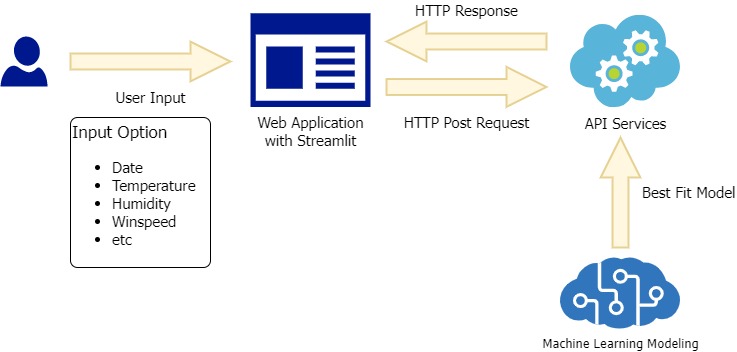 HTTP Response
User Input
Web Application
with Streamlit
HTTP Post Request
API Services
Input Option
• Date
• Temperature
• Humidity
• Winspeed
• etc
Best Fit Model
Machine Learning Modeling